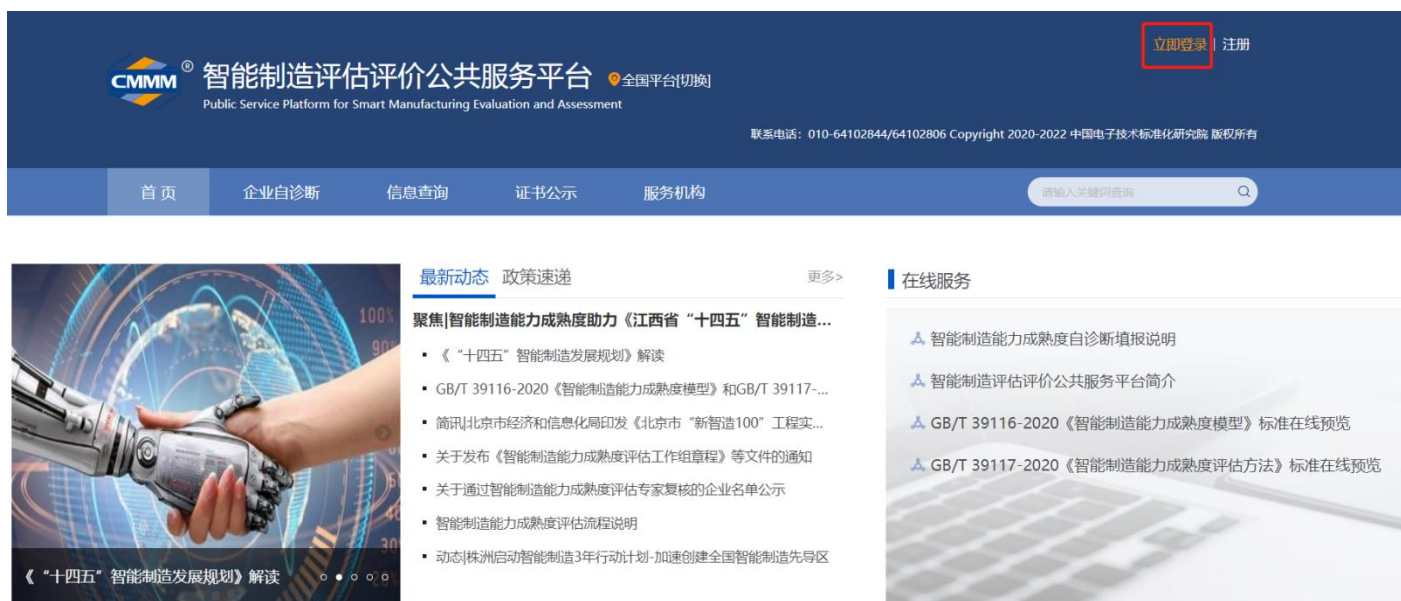 立即登录 | 注册
CMMM®
智能制造评估评价公共服务平台
全国平台[切换]
Public Service Platform for Smart Manufacturing Evaluation and Assessment
联系电话：010-64102844/64102806 Copyright 2020-2022 中国电子技术标准化研究院 版权所有
首 页
企业自诊断
信息查询
证书公示
服务机构
请输入关键词查询
100%
90%
《“十四五”智能制造发展规划》解读
最新动态
政策速递
更多>
聚焦|智能制造能力成熟度助力《江西省“十四五”智能制造...
《“十四五”智能制造发展规划》解读
GB/T 39116-2020《智能制造能力成熟度模型》和GB/T 39117-...
简讯|北京市经济和信息化局印发《北京市“新智造100”工程实...
关于发布《智能制造能力成熟度评估工作组章程》等文件的通知
关于通过智能制造能力成熟度评估专家复核的企业名单公示
智能制造能力成熟度评估流程说明
动态|株洲启动智能制造3年行动计划-加速创建全国智能制造先导区
在线服务
智能制造能力成熟度自诊断填报说明
智能制造评估评价公共服务平台简介
GB/T 39116-2020《智能制造能力成熟度模型》标准在线预览
GB/T 39117-2020《智能制造能力成熟度评估方法》标准在线预览